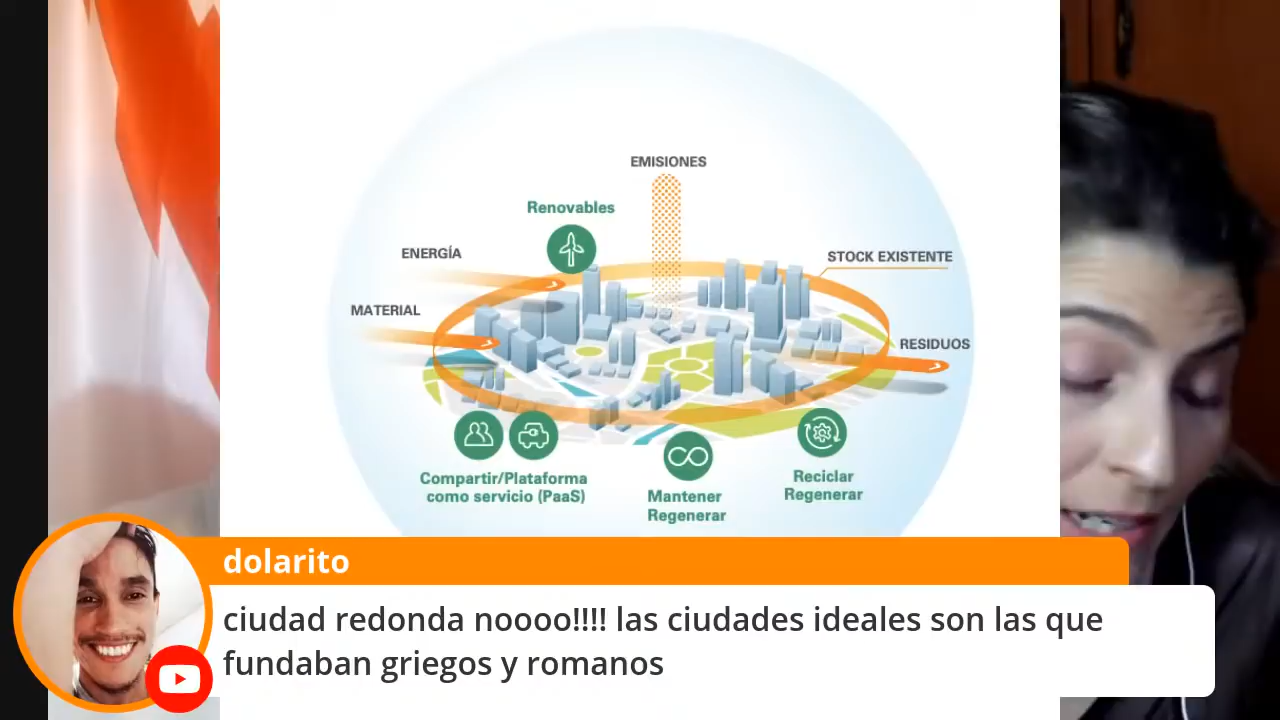 EMISIONES
Renovables
ENERGÍA
STOCK EXISTENTE
MATERIAL
RESIDUOS
Compartir/Plataforma
como servicio (PaaS)
Mantener
Regenerar
Reciclar
Regenerar
dolarito
ciudad redonda noooo!!!! las ciudades ideales son las que
fundaban griegos y romanos